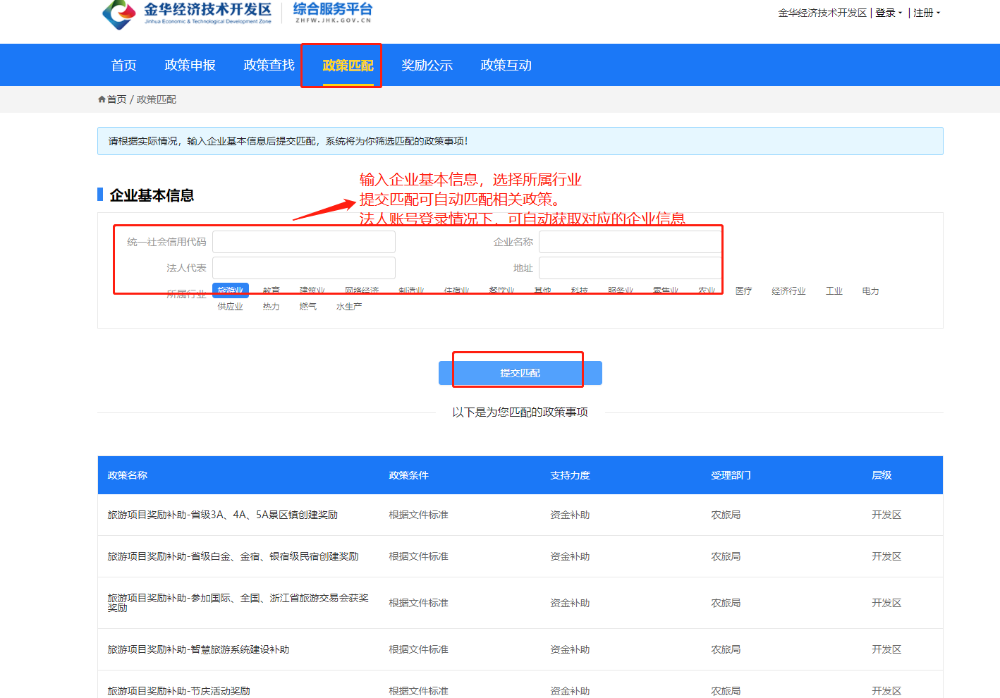 金华经济技术开发区 综合服务平台
Jinhua Economic & Technological Development Zone ZHFW.JHK.GOV.CN
金华经济技术开发区 | 登录 | 注册
首页 政策申报 政策查找 政策匹配 奖励公示 政策互动
首页 / 政策匹配
请根据实际情况，输入企业基本信息后提交匹配，系统将为你筛选匹配的政策事项！
输入企业基本信息，选择所属行业
企业基本信息
提交匹配可自动匹配相关政策。
法人账号登录情况下，可自动获取对应的企业信息
统一社会信用代码 企业名称
法人代表 地址
所属行业 旅游业 教育 建筑业 网络经济 制造业 住宿业 餐饮业 其他 科技 服务业 零售业 农业 医疗 经济行业 工业 电力
供应业 热力 燃气 水生产
提交匹配
以下是为您匹配的政策事项
政策名称 政策条件 支持力度 受理部门 层级
旅游项目奖励补助-省级3A、4A、5A景区镇创建奖励 根据文件标准 资金补助 农旅局 开发区
旅游项目奖励补助-省级白金、金宿、银宿级民宿创建奖励 根据文件标准 资金补助 农旅局 开发区
旅游项目奖励补助-参加国际、全国、浙江省旅游交易会获奖
奖励 根据文件标准 资金补助 农旅局 开发区
旅游项目奖励补助-智慧旅游系统建设补助 根据文件标准 资金补助 农旅局 开发区
旅游项目奖励补助-节庆活动奖励 根据文件标准 资金补助 农旅局 开发区